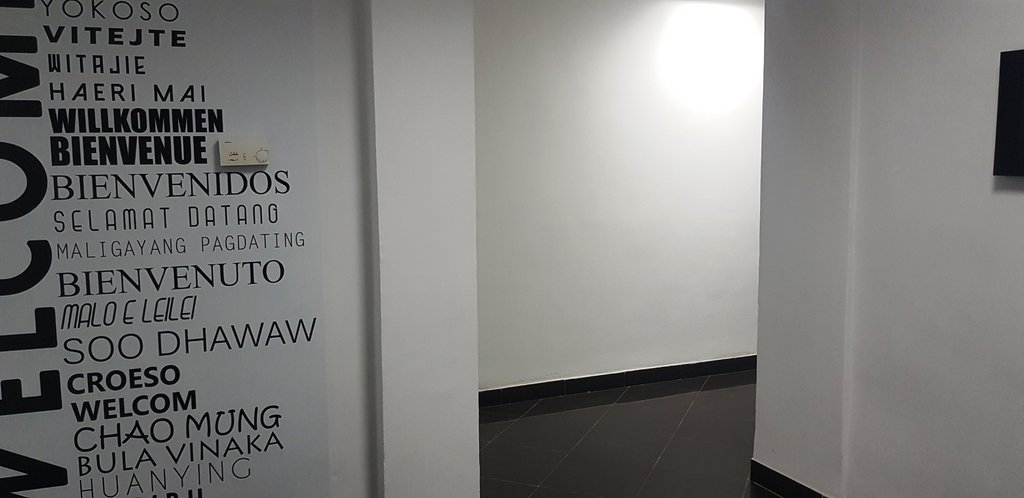 WELCOME
YOKOSO
VITEJTE
WITAJIE
HAERI MAI
WILLKOMMEN
BIENVENUE
BIENVENIDOS
SELAMAT DATANG
MALIGAYANG PAGDATING
BIENVENUTO
MALO E LEILEI
SOO DHAWAW
CROESO
WELCOM
CHAO MUNG
BULA VINAKA
HUANYING